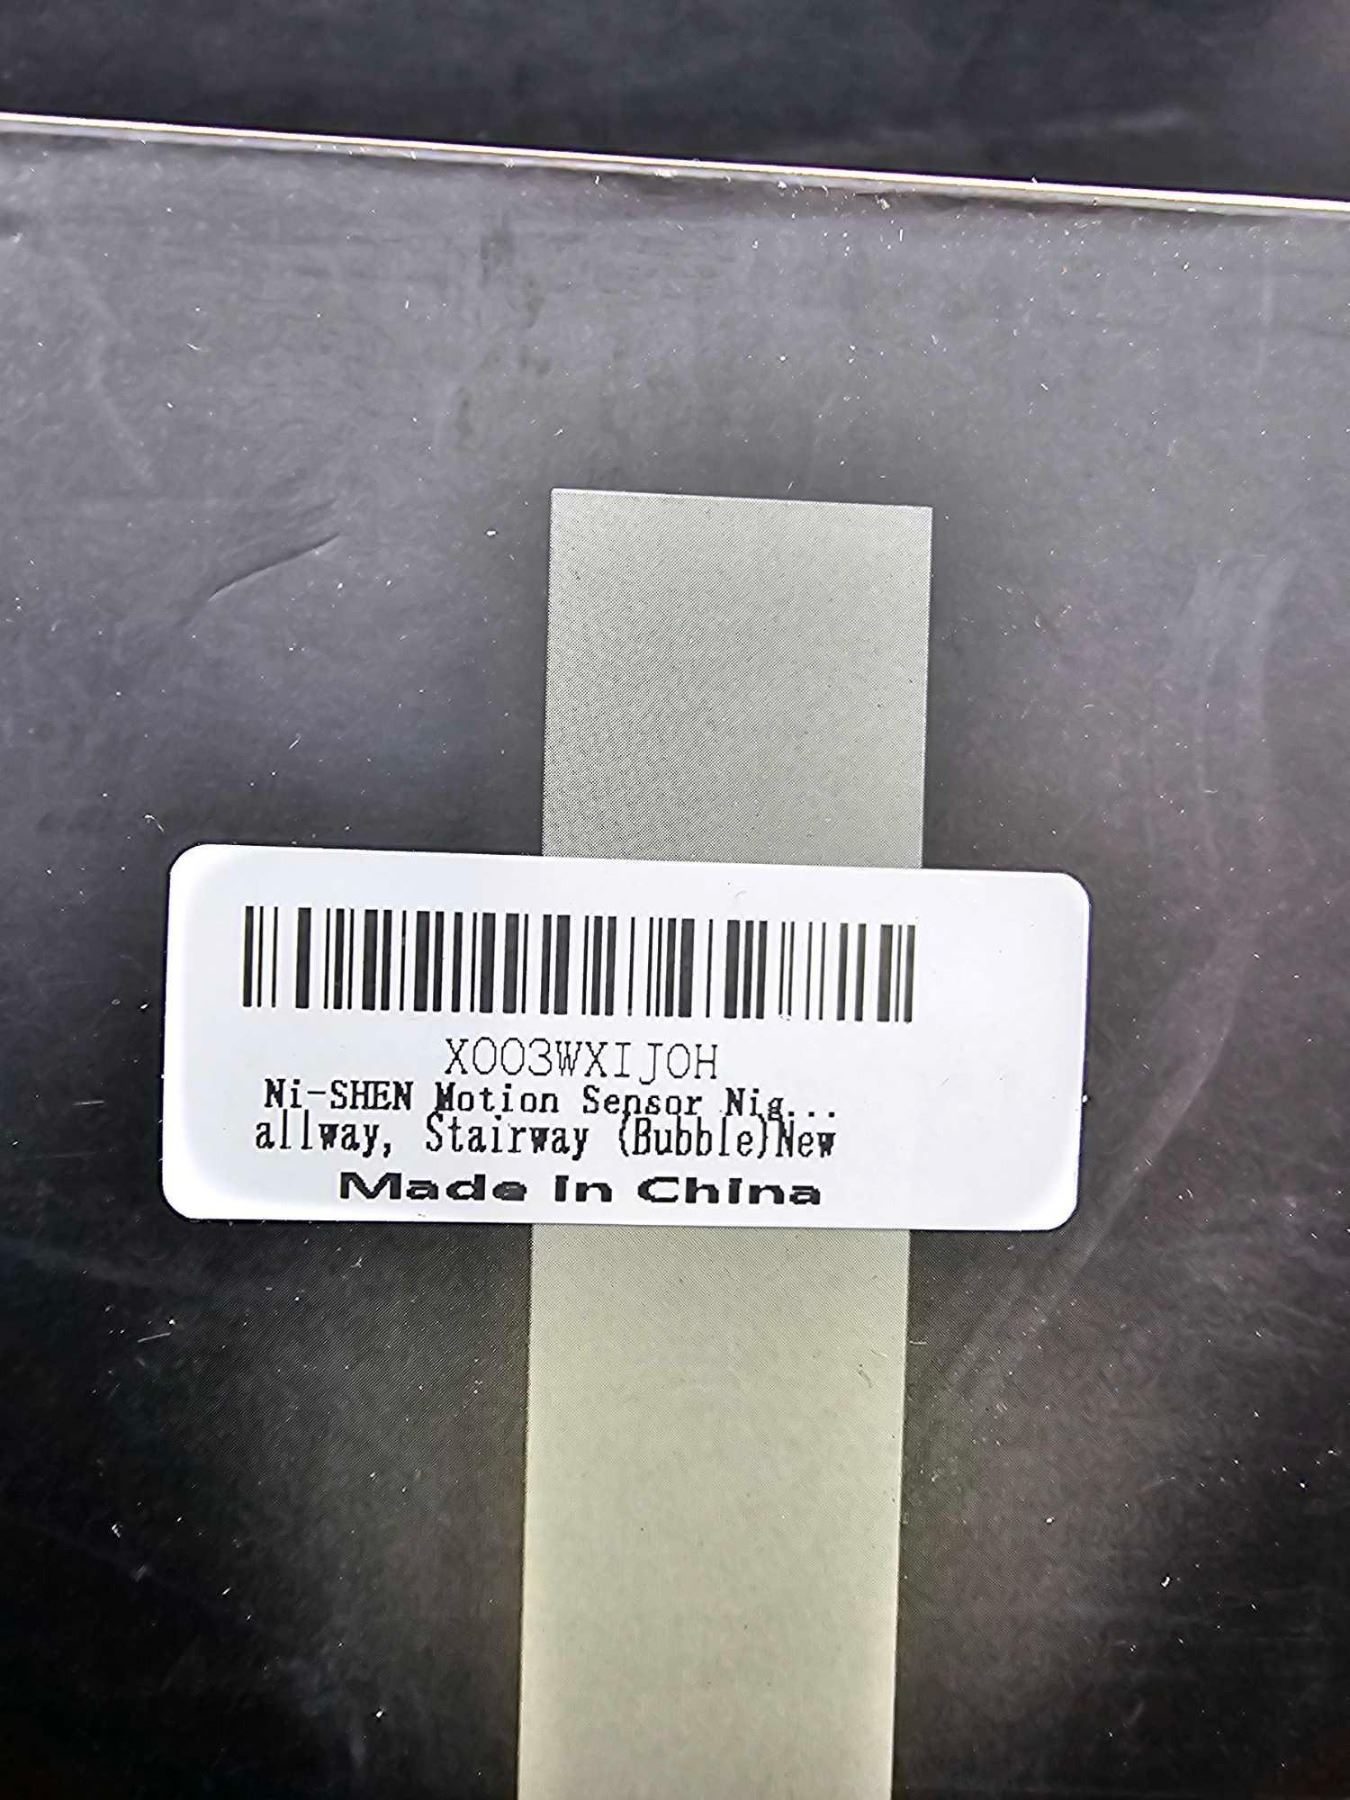 X003WXIJ0H
Ni-SHEN Motion Sensor Nig...
allway, Stairway (Bubble)New
Made In China